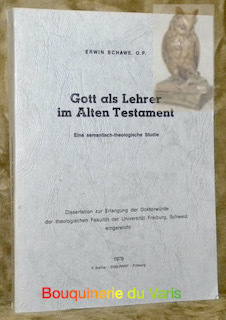 ERWIN SCHAWE, O.P.
Gott als Lehrer
im Alten Testament
Eine semantisch-theologische Studie
Dissertation zur Erlangung der Doktorwürde
der theologischen Fakultät der Universität Freiburg, Schweiz
eingereicht
1979
Fribourg
Bouquinerie du Varis